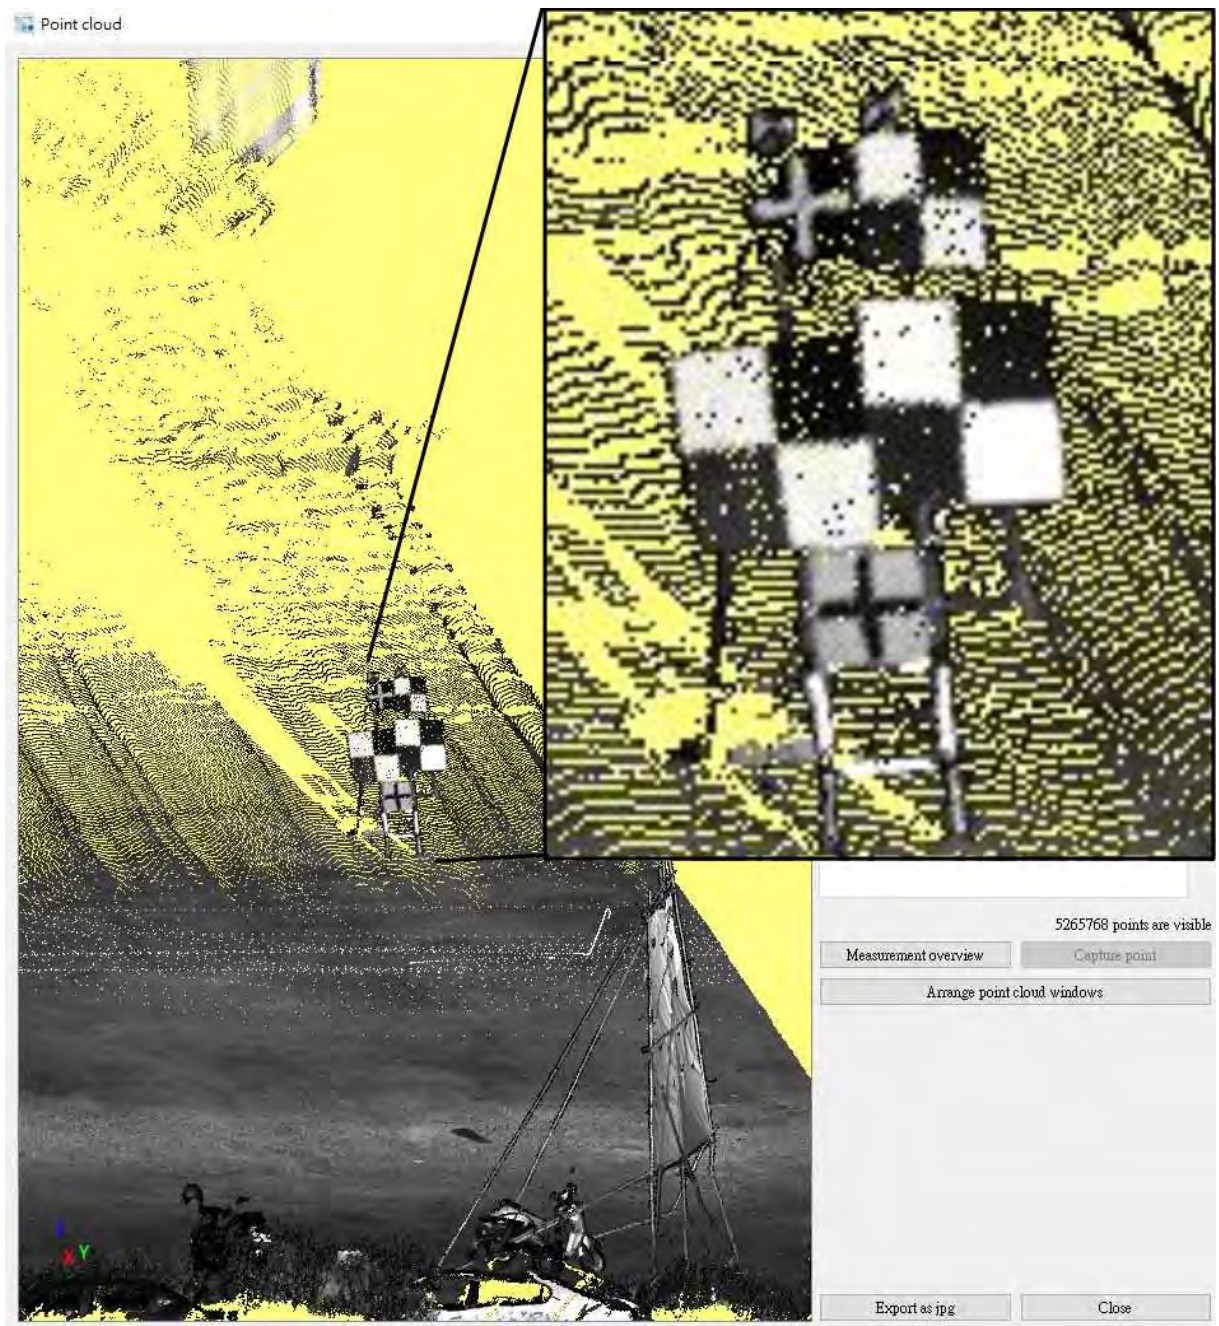 Point cloud
5265768 points are visible
Measurement overview
Capture point
Arrange point cloud windows
X Y
Export as jpg
Close